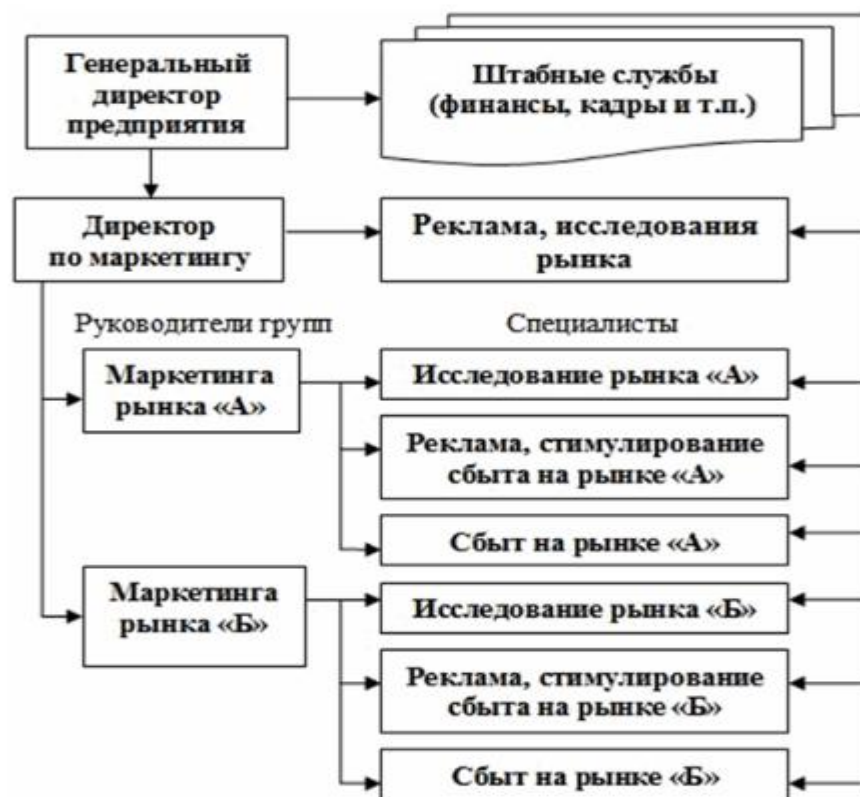 Генеральный
директор
предприятия
Штабные службы
(финансы, кадры и т.п.)
Директор
по маркетингу
Реклама, исследования
рынка
Руководители групп
Специалисты
Маркетинга
рынка «А»
Исследование рынка «А»
Реклама, стимулирование
сбыта на рынке «А»
Сбыт на рынке «А»
Маркетинга
рынка «Б»
Исследование рынка «Б»
Реклама, стимулирование
сбыта на рынке «Б»
Сбыт на рынке «Б»